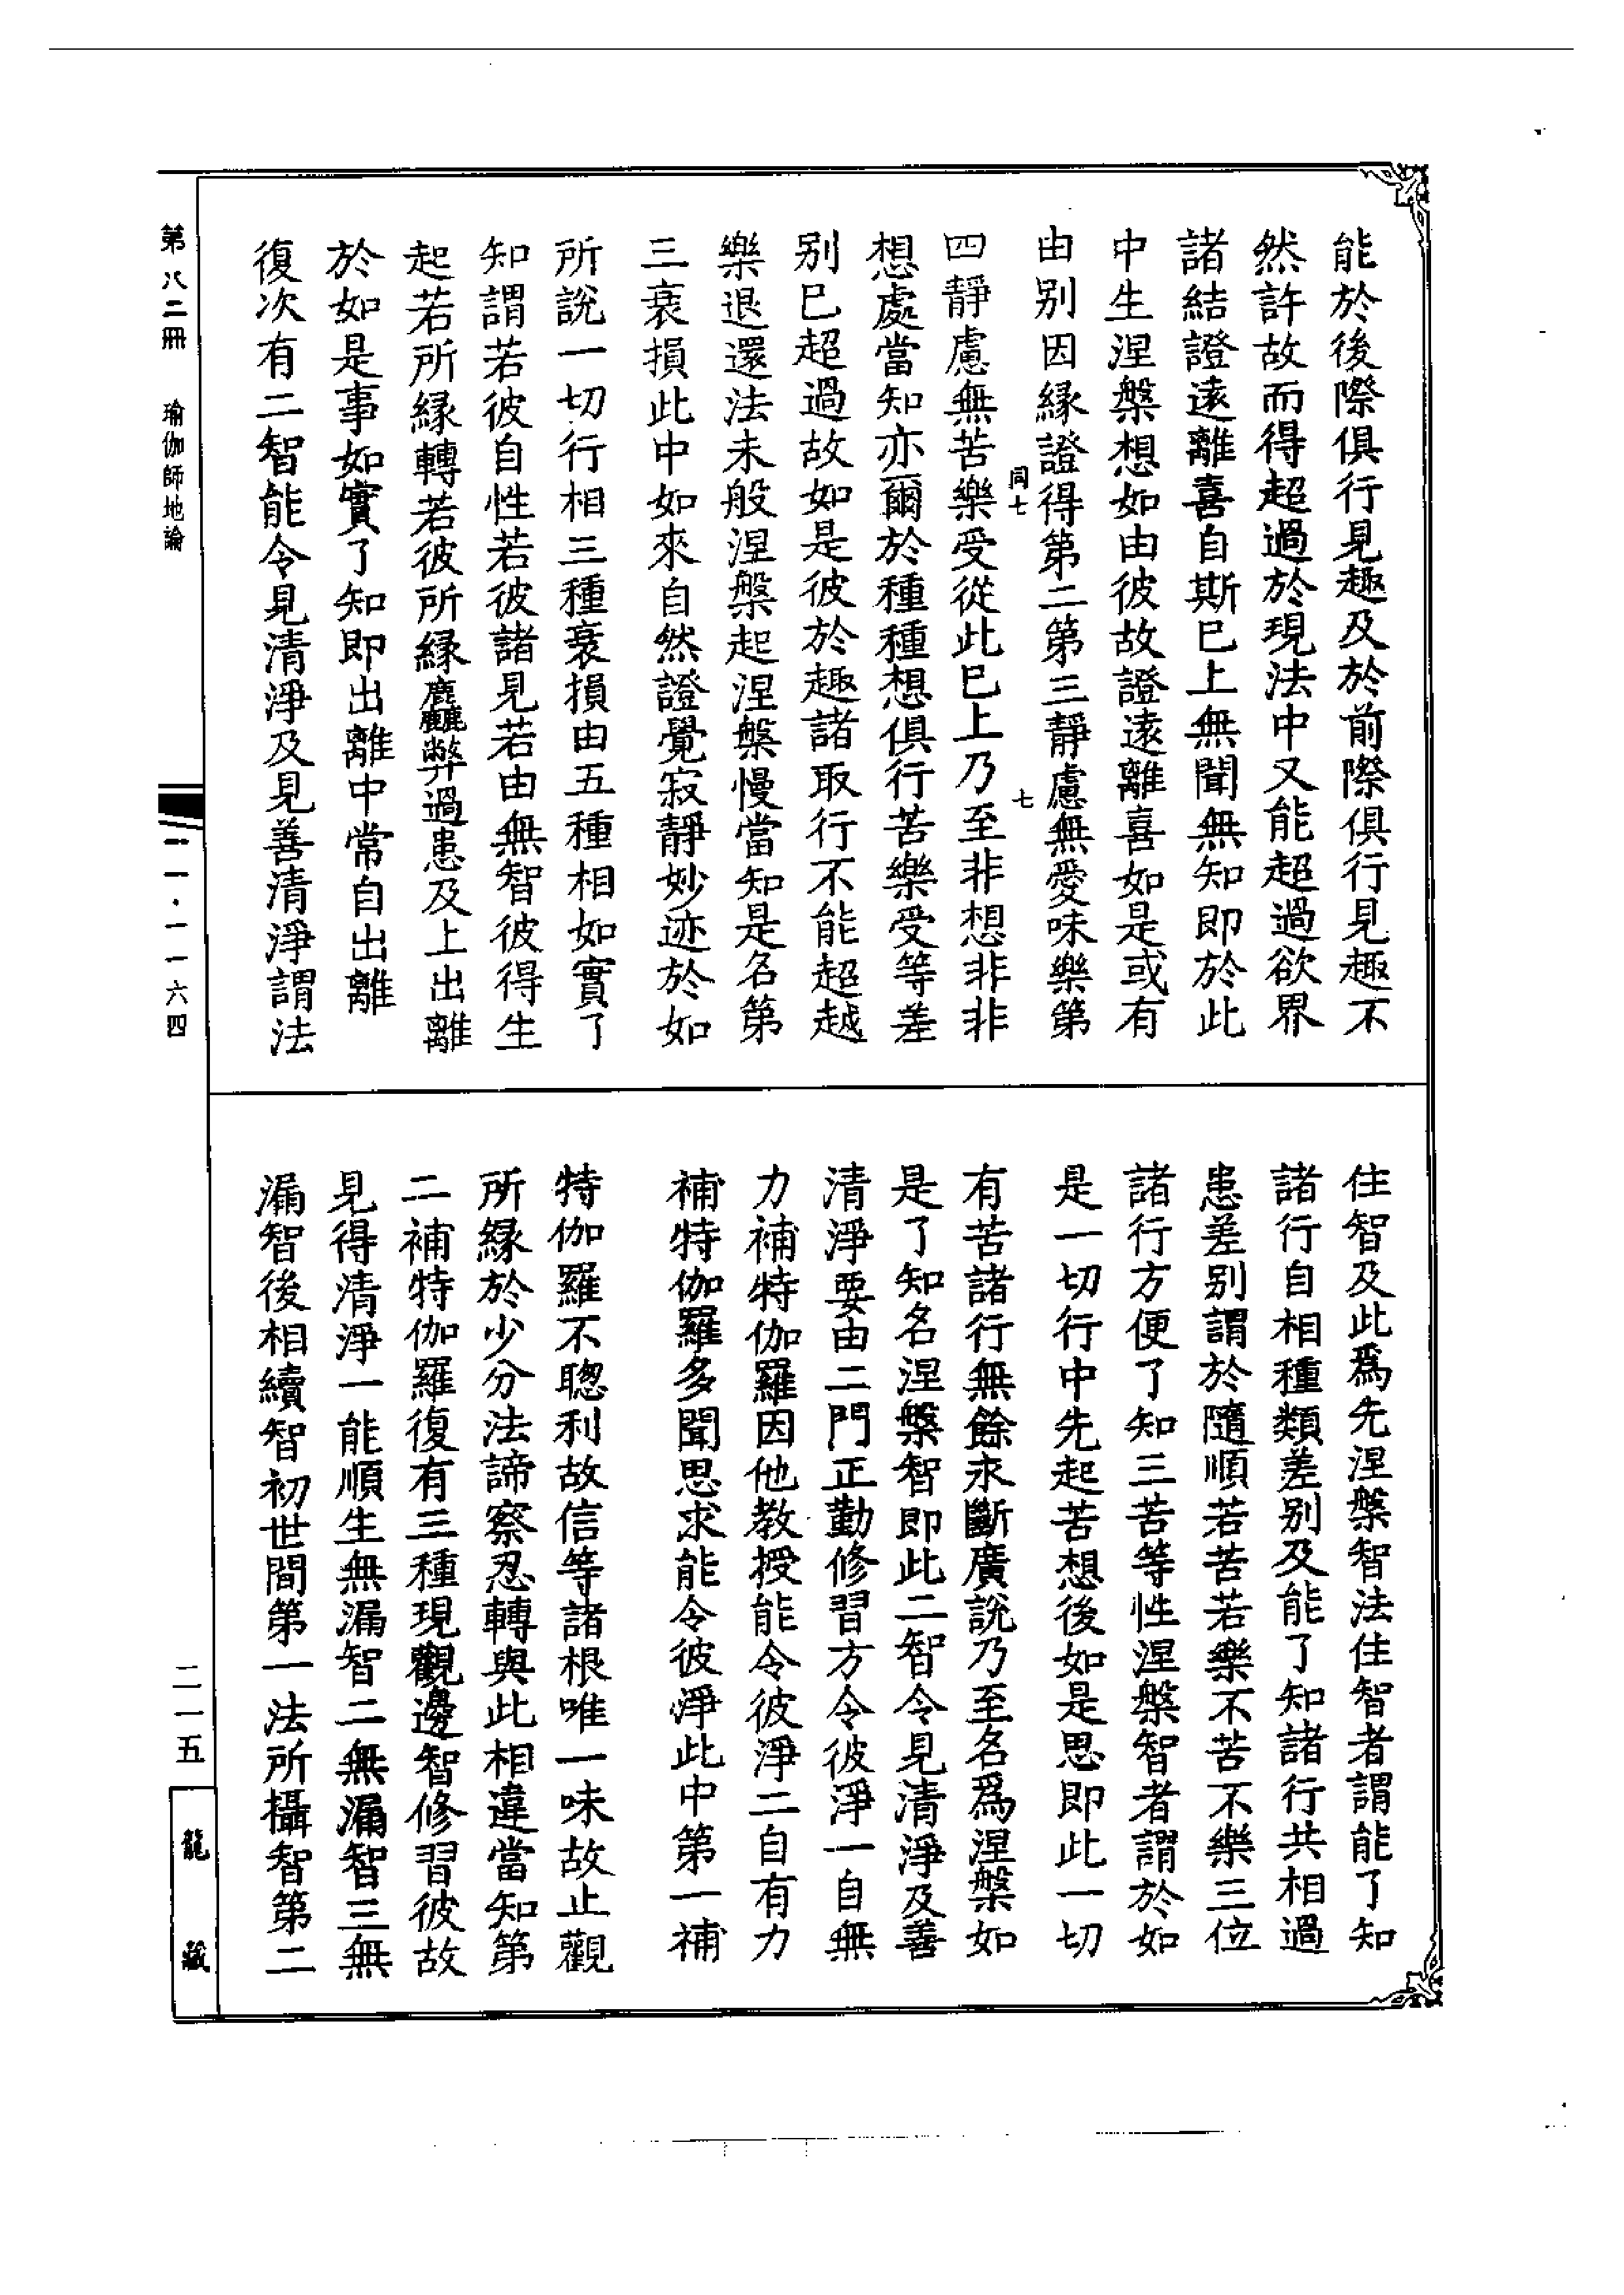 能於後際俱行見趣及於前際俱行見趣不
然許故而得超過於現法中又能超過欲界
諸結證遠離喜自斯巳上無聞無知即於此
中生涅槃想如由彼故證遠離喜如是或有
由别因緣證得第二第三靜慮無愛味樂第
同七
七
四靜慮無苦樂受從此巳上乃至非想非非
想處當知亦爾於種種想俱行苦樂受等差
别巳超過故如是彼於趣諸取行不能超越
樂退還法未般涅槃起涅槃慢當知是名第
三衰損此中如來自然證覺寂靜妙迹於如
所說一切行相三種衰損由五種相如實了
知謂若彼自性若彼諸見若由無智彼得生
起若所緣轉若彼所緣麤弊過患及上出離
於如是事如實了知即出離中常自出離
復次有二智能令見清淨及見善清淨謂法
住智及此爲先涅槃智法住智者謂能了知
諸行自相種類差别及能了知諸行共相過
患差别謂於隨順若苦若樂不苦不樂三位
諸行方便了知三苦等性涅槃智者謂於如
是一切行中先起苦想後如是思即此一切
有苦諸行無餘永斷廣說乃至名爲涅槃如
是了知名涅槃智即此二智令見清淨及善
清淨要由二門正勤修習方令彼淨一自無
力補特伽羅因他教授能令彼淨二自有力
補特伽羅多聞思求能令彼淨此中第一補
特伽羅不聰利故信等諸根唯一味故止觀
所緣於少分法諦察忍轉與此相違當知第
二補特伽羅復有三種現觀邊智修習彼故
見得清淨一能順生無漏智二無漏智三無
漏智後相續智初世間第一法所攝智第二
第八二冊 瑜伽師地論
一一·一一六四
二一五
龍藏